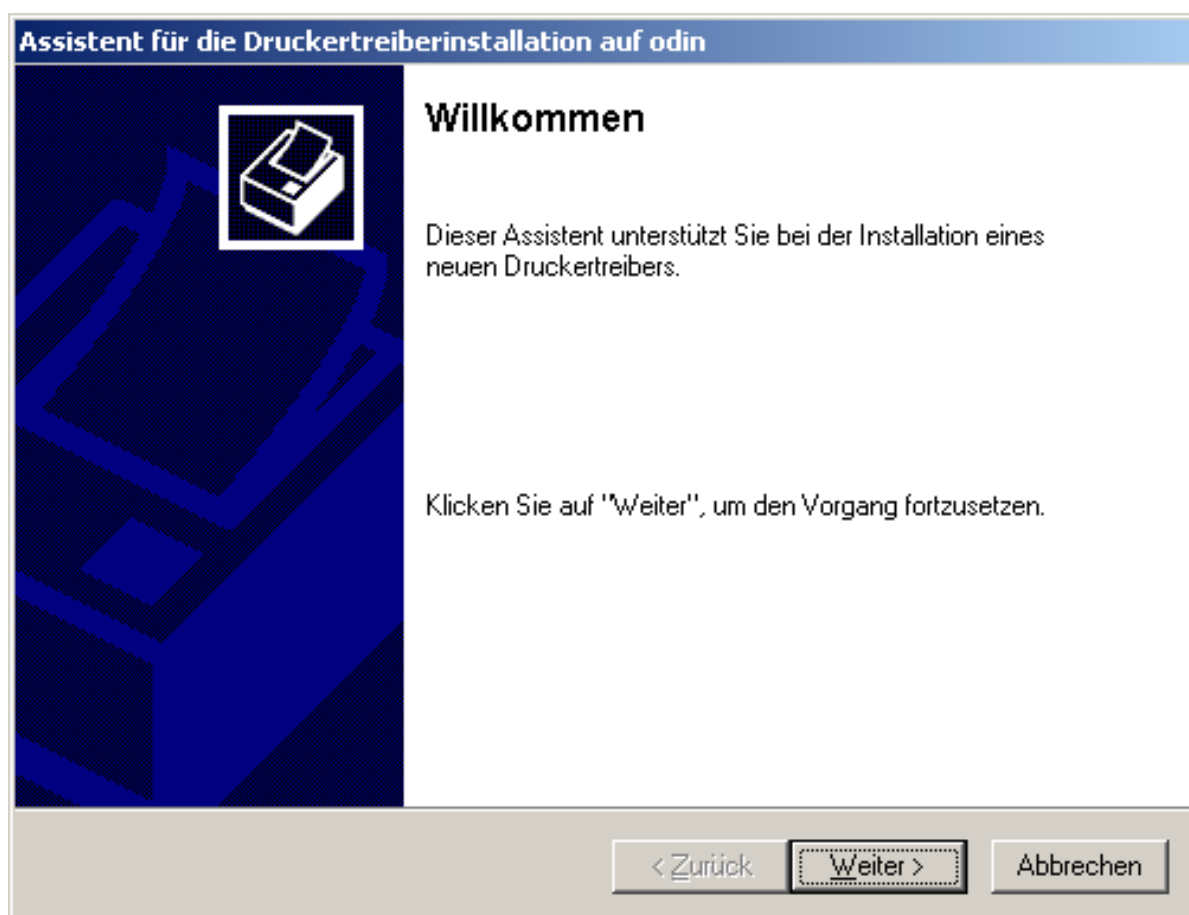 Assistent für die Druckertreiberinstallation auf odin
Willkommen
Dieser Assistent unterstützt Sie bei der Installation eines
neuen Druckertreibers.
Klicken Sie auf "Weiter", um den Vorgang fortzusetzen.
< Zurück
Weiter >
Abbrechen